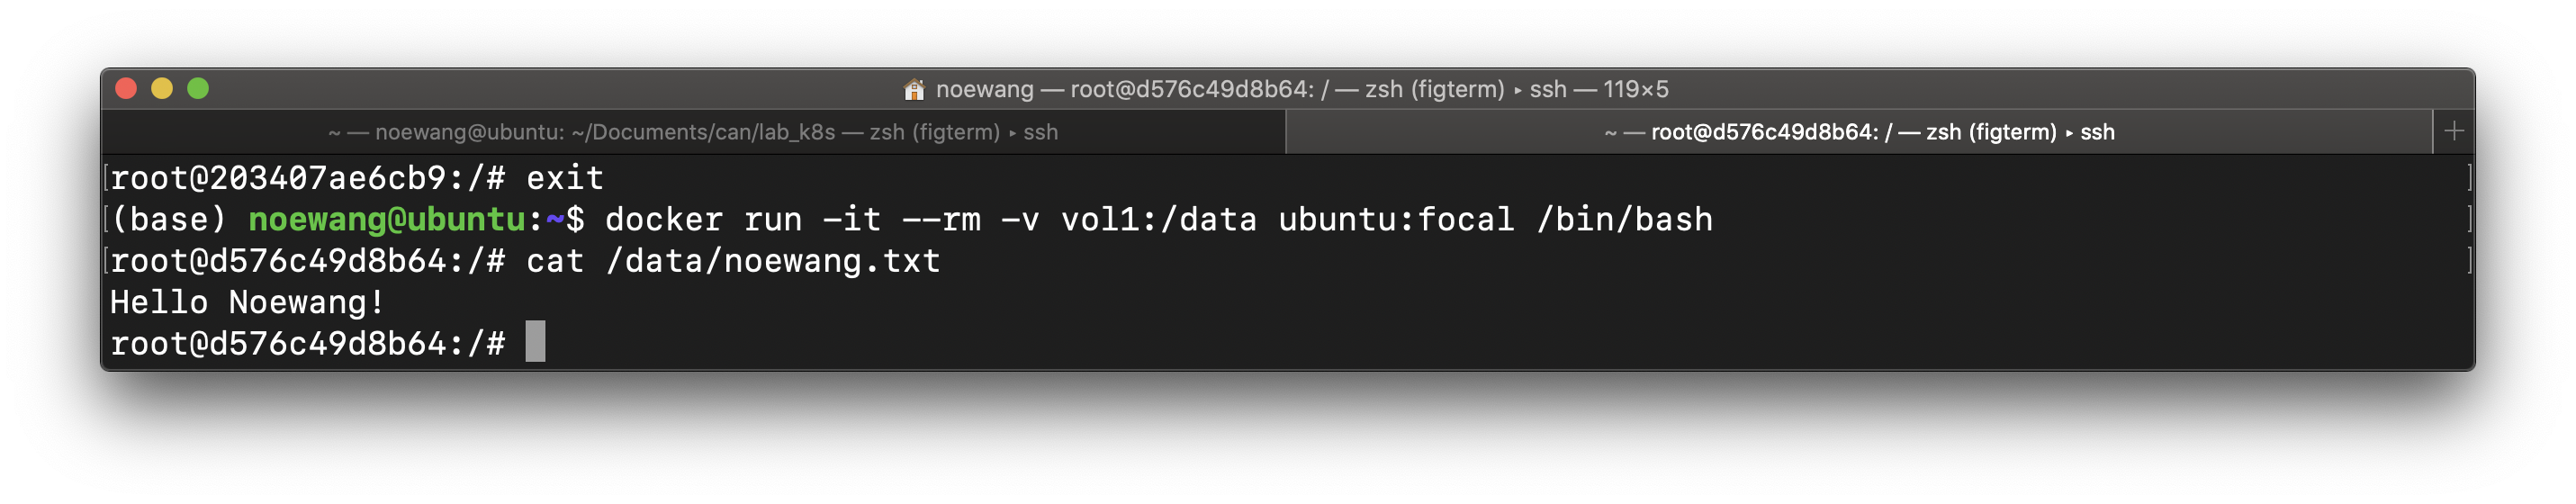 noewang — root@d576c49d8b64: / — zsh (figterm) ▸ ssh — 119×5
~ — noewang@ubuntu: ~/Documents/can/lab_k8s — zsh (figterm) ▸ ssh
~ — root@d576c49d8b64: / — zsh (figterm) ▸ ssh
[root@203407ae6cb9:/# exit ]
[(base) noewang@ubuntu:~$ docker run -it --rm -v vol1:/data ubuntu:focal /bin/bash ]
[root@d576c49d8b64:/# cat /data/noewang.txt ]
Hello Noewang!
root@d576c49d8b64:/#